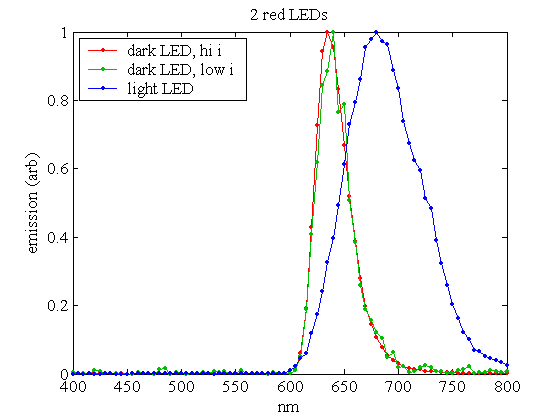 2 red LEDs
dark LED, hi i
dark LED, low i
light LED
emission (arb)
1
0.8
0.6
0.4
0.2
0
400 450 500 550 600 650 700 750 800
nm